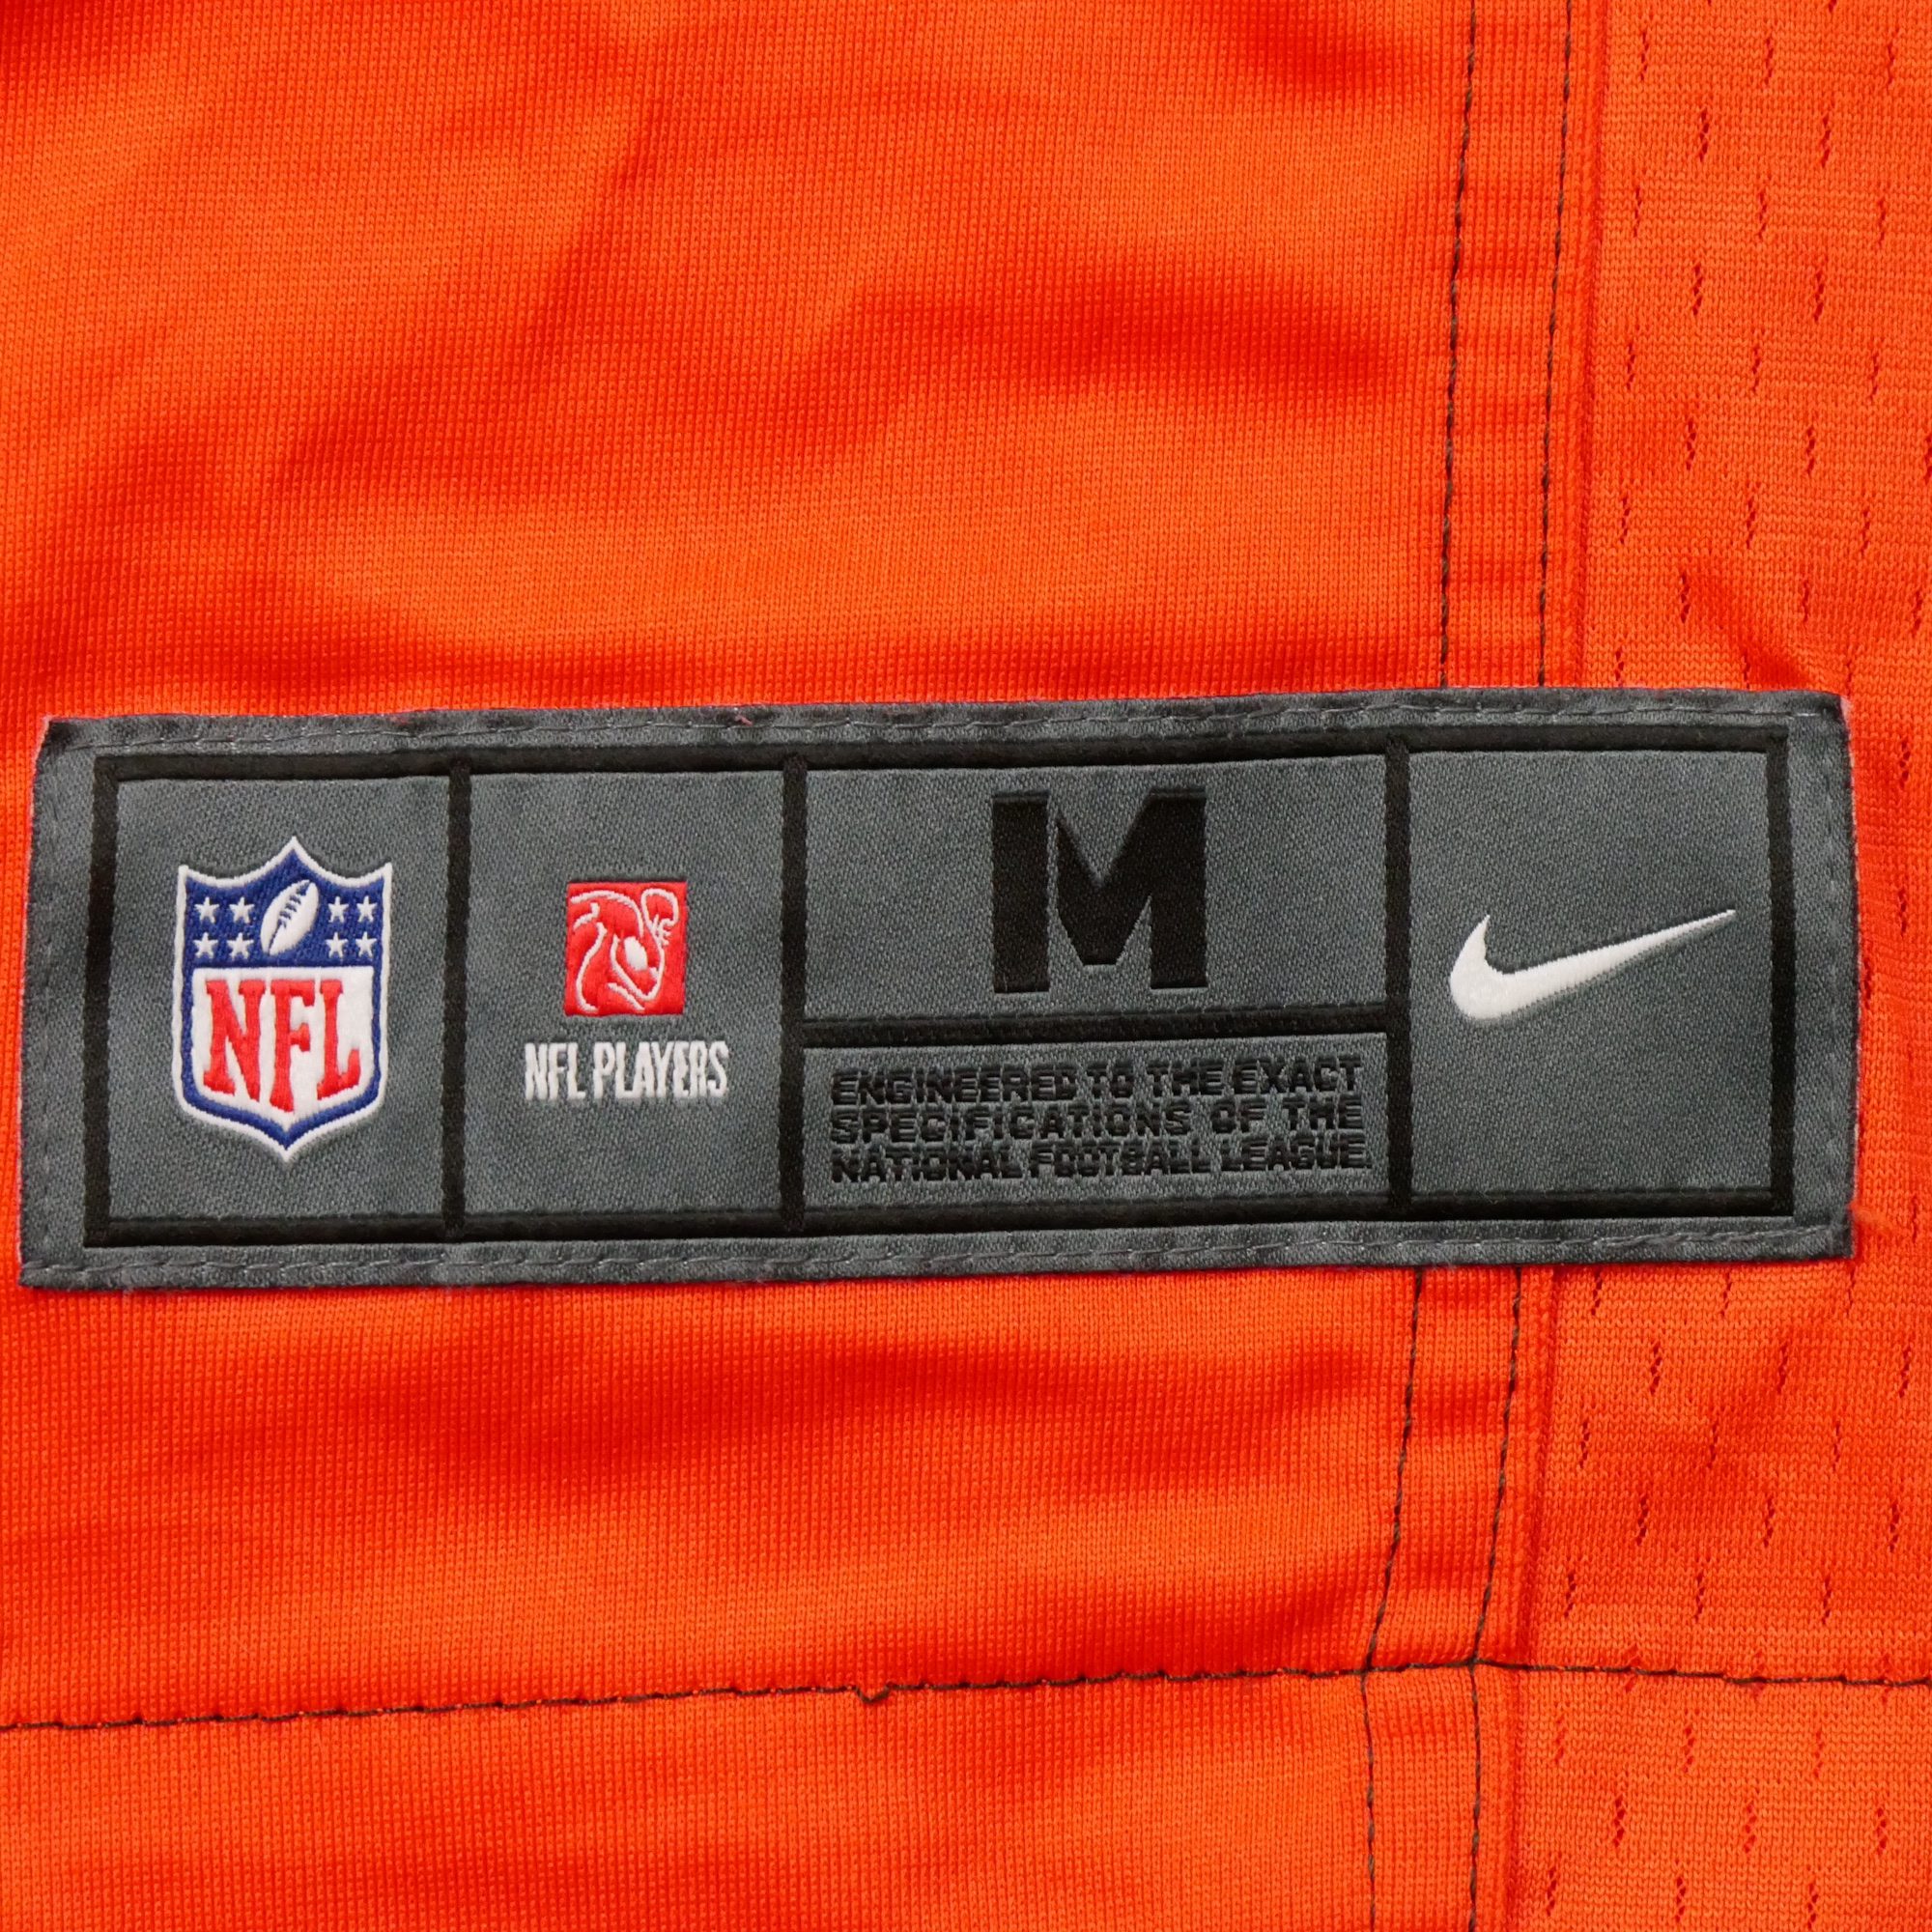 NFL
NFL PLAYERS
M
ENGINEERED TO THE EXACT
SPECIFICATIONS OF THE
NATIONAL FOOTBALL LEAGUE.